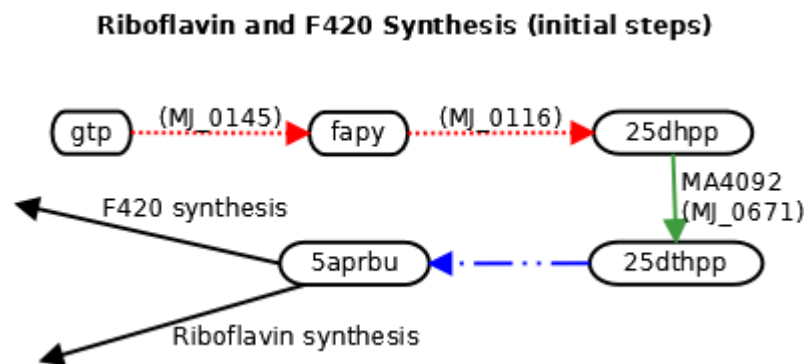 Riboflavin and F420 Synthesis (initial steps)
(MJ_0145)
(MJ_0116)
gtp
fapy
25dhpp
MA4092
(MJ_0671)
F420 synthesis
5aprbu
25dthpp
Riboflavin synthesis